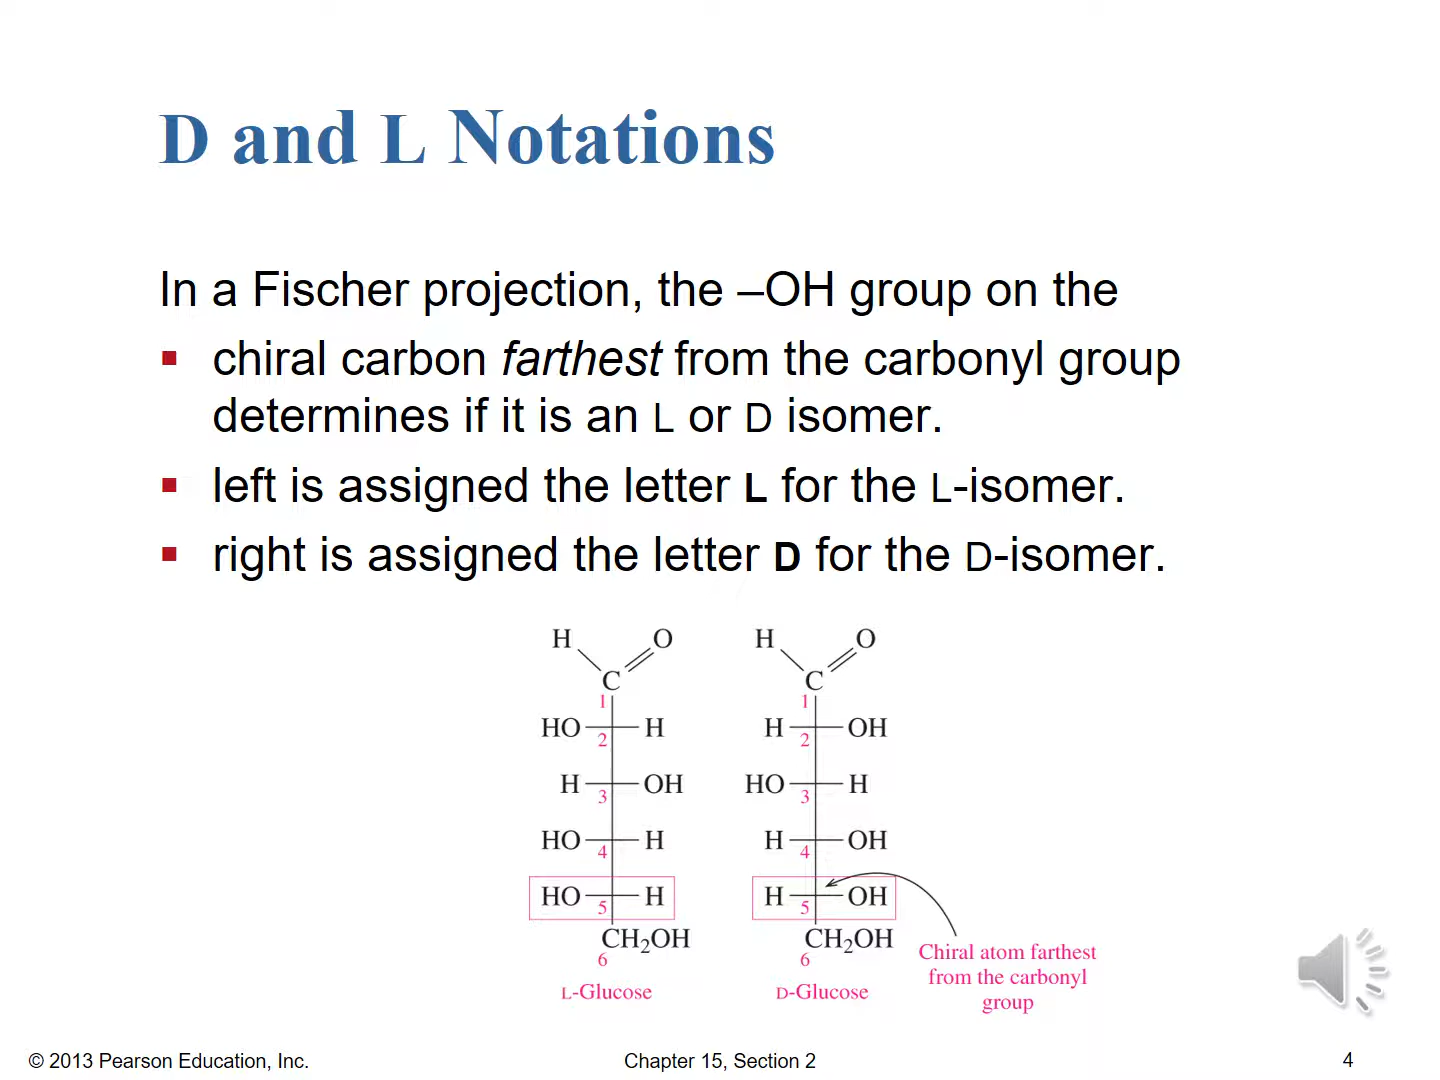 D and L Notations
In a Fischer projection, the –OH group on the
▪ chiral carbon farthest from the carbonyl group
determines if it is an L or D isomer.
▪ left is assigned the letter L for the L-isomer.
▪ right is assigned the letter D for the D-isomer.
H O H O
C C
1 1
HO H H OH
2 2
H OH HO H
3 3
HO H H OH
4 4
HO H H OH
5 5
CH2OH CH2OH
6 6
L-Glucose D-Glucose
Chiral atom farthest
from the carbonyl
group
© 2013 Pearson Education, Inc. Chapter 15, Section 2 4